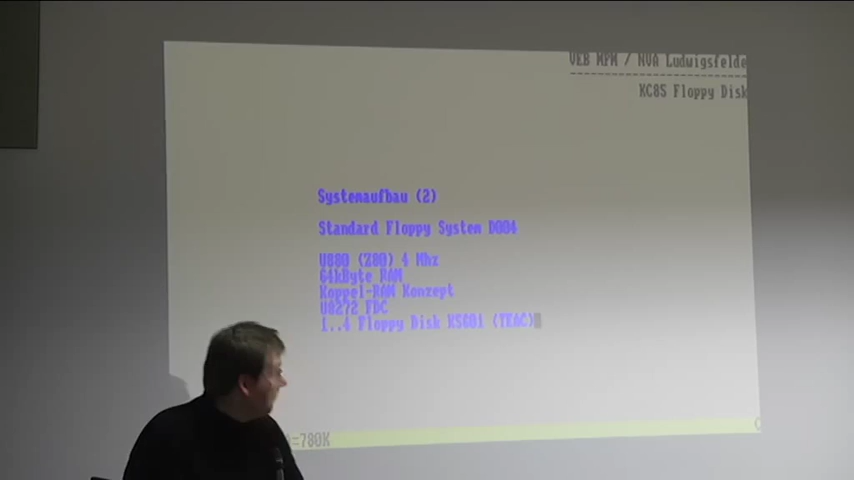 VEB MPM / NVA Ludwigsfelde
KC85 Floppy Disk
Systemaufbau (2)
Standard Floppy System D004
U880 (Z80) 4 Mhz
64kByte RAM
Koppel-RAM Konzept
U8272 FDC
1..4 Floppy Disk K5601 (TEAC)
=780K